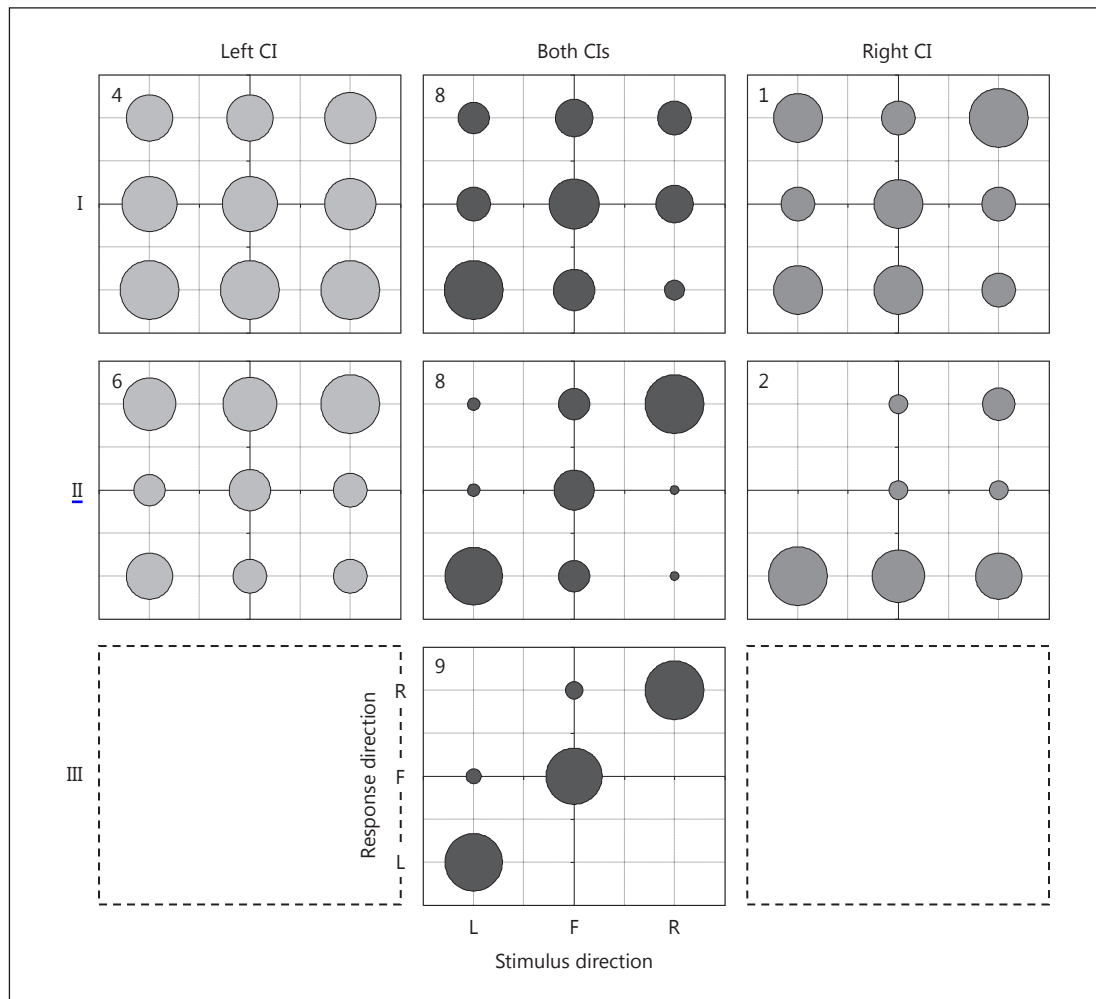 Left CI Both CIs Right CI
4 8 1
I
6 8 2
II
9
R
III F
Response direction
L
L F R
Stimulus direction